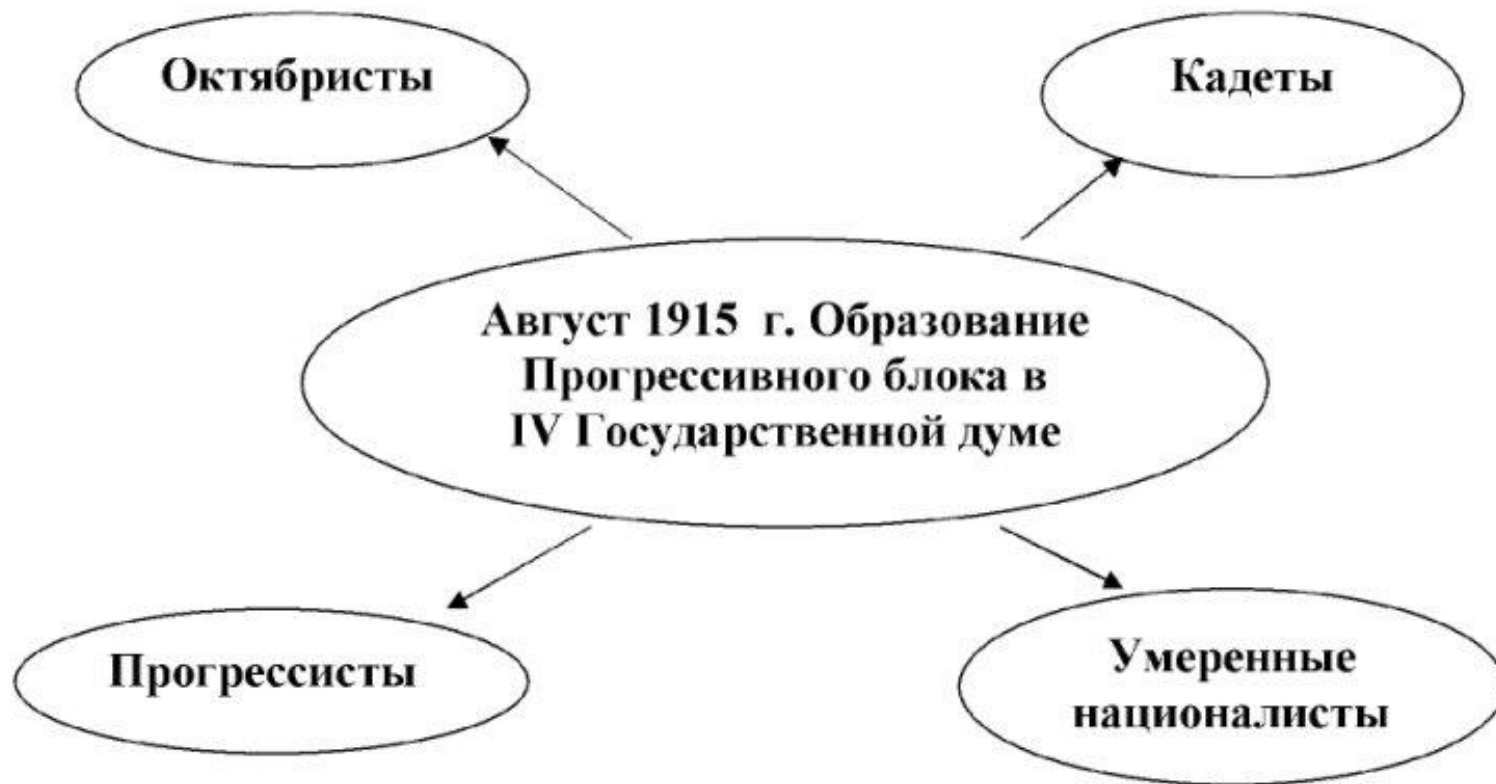 Октябристы
Кадеты
Август 1915 г. Образование
Прогрессивного блока в
IV Государственной думе
Прогрессисты
Умеренные
националисты